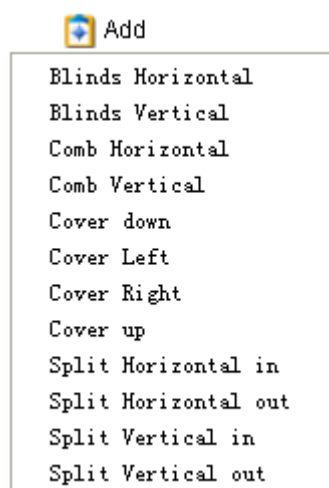 Add
Blinds Horizontal
Blinds Vertical
Comb Horizontal
Comb Vertical
Cover down
Cover Left
Cover Right
Cover up
Split Horizontal in
Split Horizontal out
Split Vertical in
Split Vertical out